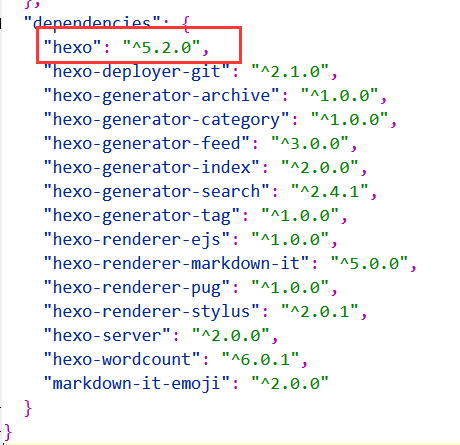 },
"dependencies": {
"hexo": "^5.2.0",
"hexo-deployer-git": "^2.1.0",
"hexo-generator-archive": "^1.0.0",
"hexo-generator-category": "^1.0.0",
"hexo-generator-feed": "^3.0.0",
"hexo-generator-index": "^2.0.0",
"hexo-generator-search": "^2.4.1",
"hexo-generator-tag": "^1.0.0",
"hexo-renderer-ejs": "^1.0.0",
"hexo-renderer-markdown-it": "^5.0.0",
"hexo-renderer-pug": "^1.0.0",
"hexo-renderer-stylus": "^2.0.1",
"hexo-server": "^2.0.0",
"hexo-wordcount": "^6.0.1",
"markdown-it-emoji": "^2.0.0"
}
}